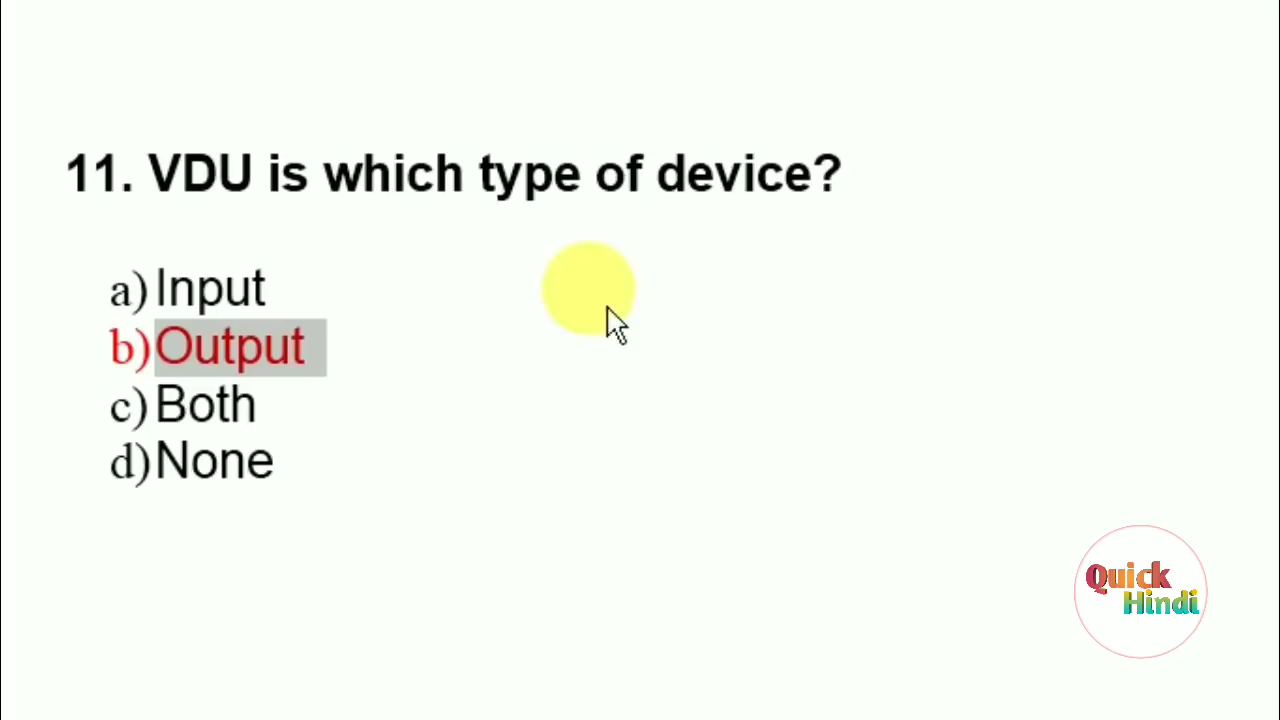 11. VDU is which type of device?
a) Input
b) Output
c) Both
d) None
Quick
Hindi